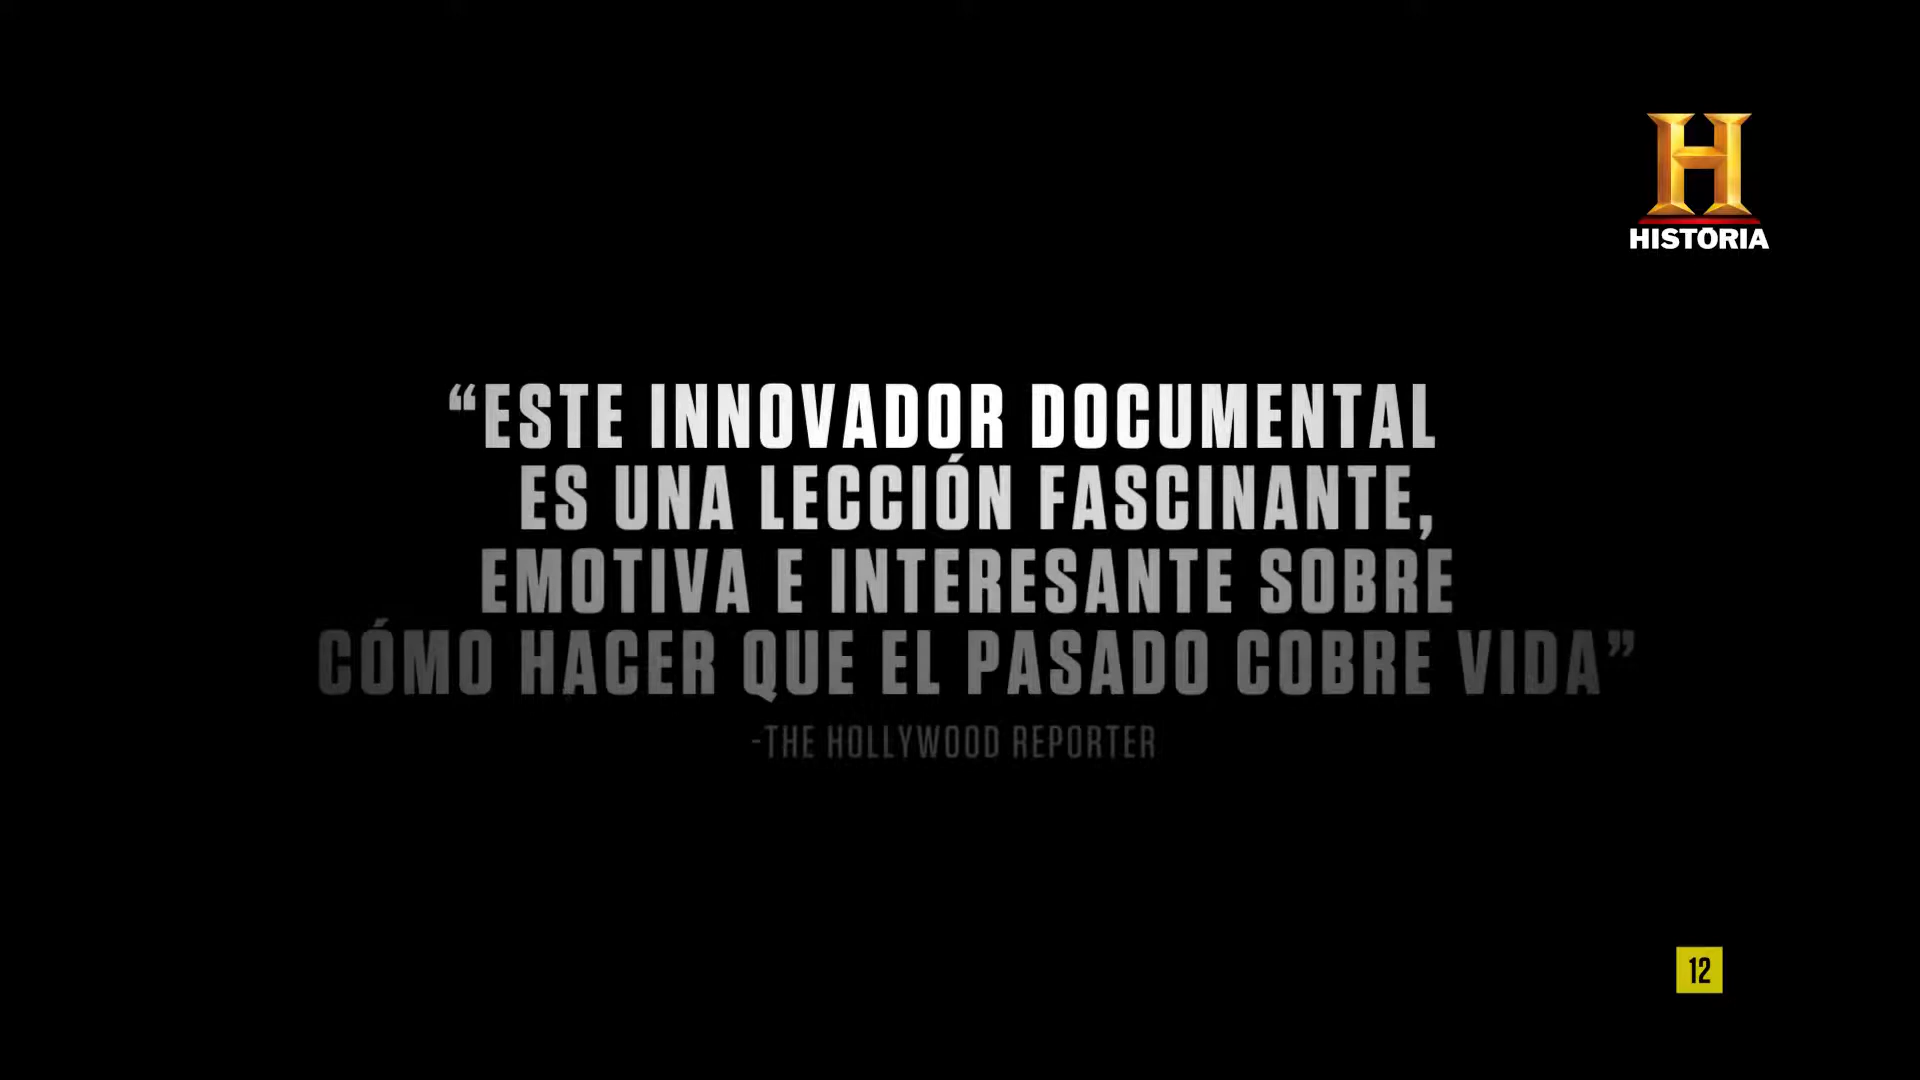 HISTÓRIA
“ESTE INNOVADOR DOCUMENTAL
ES UNA LECCIÓN FASCINANTE,
EMOTIVA E INTERESANTE SOBRE
CÓMO HACER QUE EL PASADO COBRE VIDA”
-THE HOLLYWOOD REPORTER
12